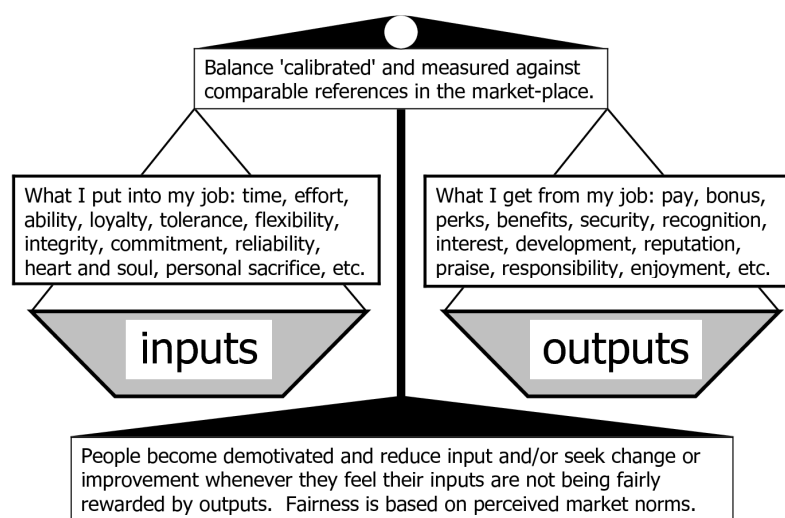 Balance 'calibrated' and measured against
comparable references in the market-place.
What I put into my job: time, effort,
ability, loyalty, tolerance, flexibility,
integrity, commitment, reliability,
heart and soul, personal sacrifice, etc.
What I get from my job: pay, bonus,
perks, benefits, security, recognition,
interest, development, reputation,
praise, responsibility, enjoyment, etc.
inputs
outputs
People become demotivated and reduce input and/or seek change or
improvement whenever they feel their inputs are not being fairly
rewarded by outputs.  Fairness is based on perceived market norms.